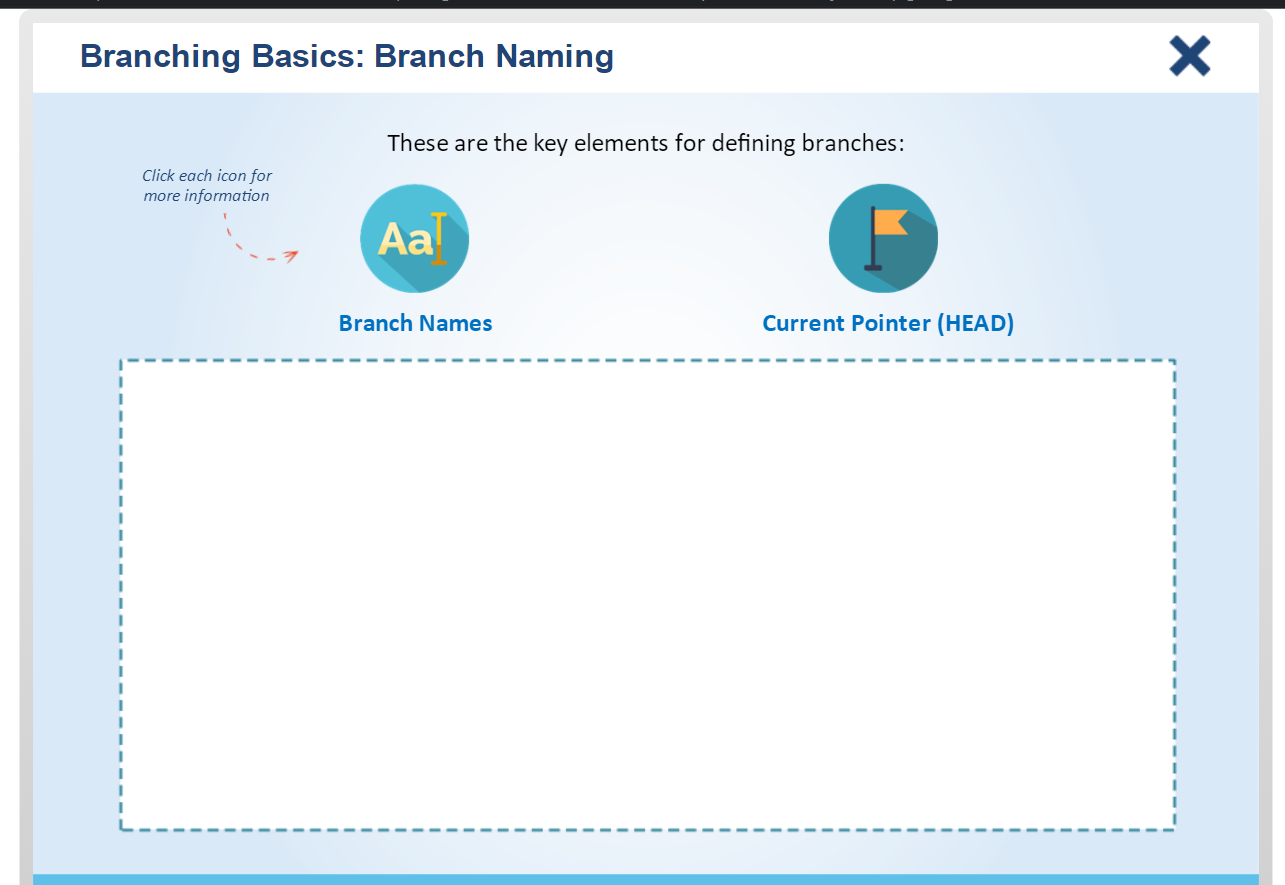 Branching Basics: Branch Naming
These are the key elements for defining branches:
Click each icon for
more information
Aa
Branch Names
Current Pointer (HEAD)